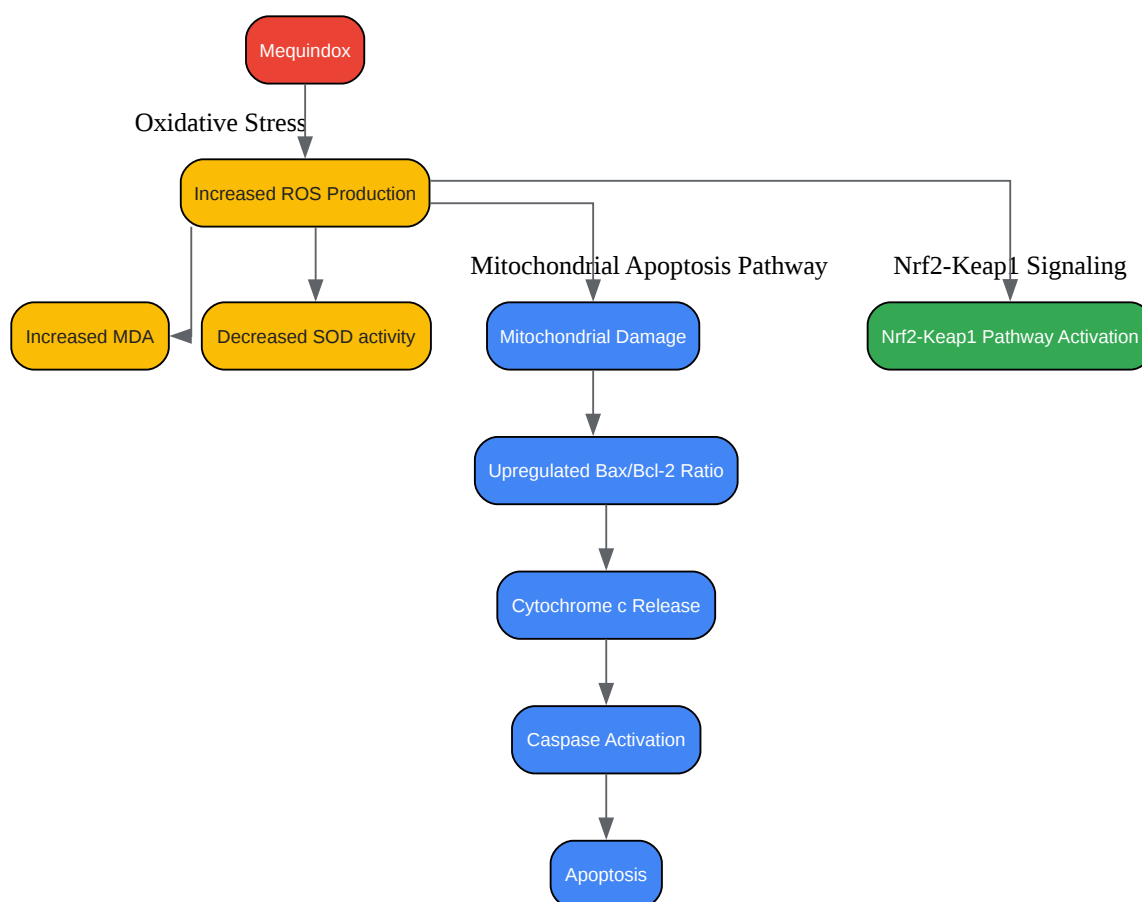 Mequindox
Oxidative Stress
Increased ROS Production
Mitochondrial Apoptosis Pathway
Nrf2-Keap1 Signaling
Increased MDA
Decreased SOD activity
Mitochondrial Damage
Nrf2-Keap1 Pathway Activation
Upregulated Bax/Bcl-2 Ratio
Cytochrome c Release
Caspase Activation
Apoptosis